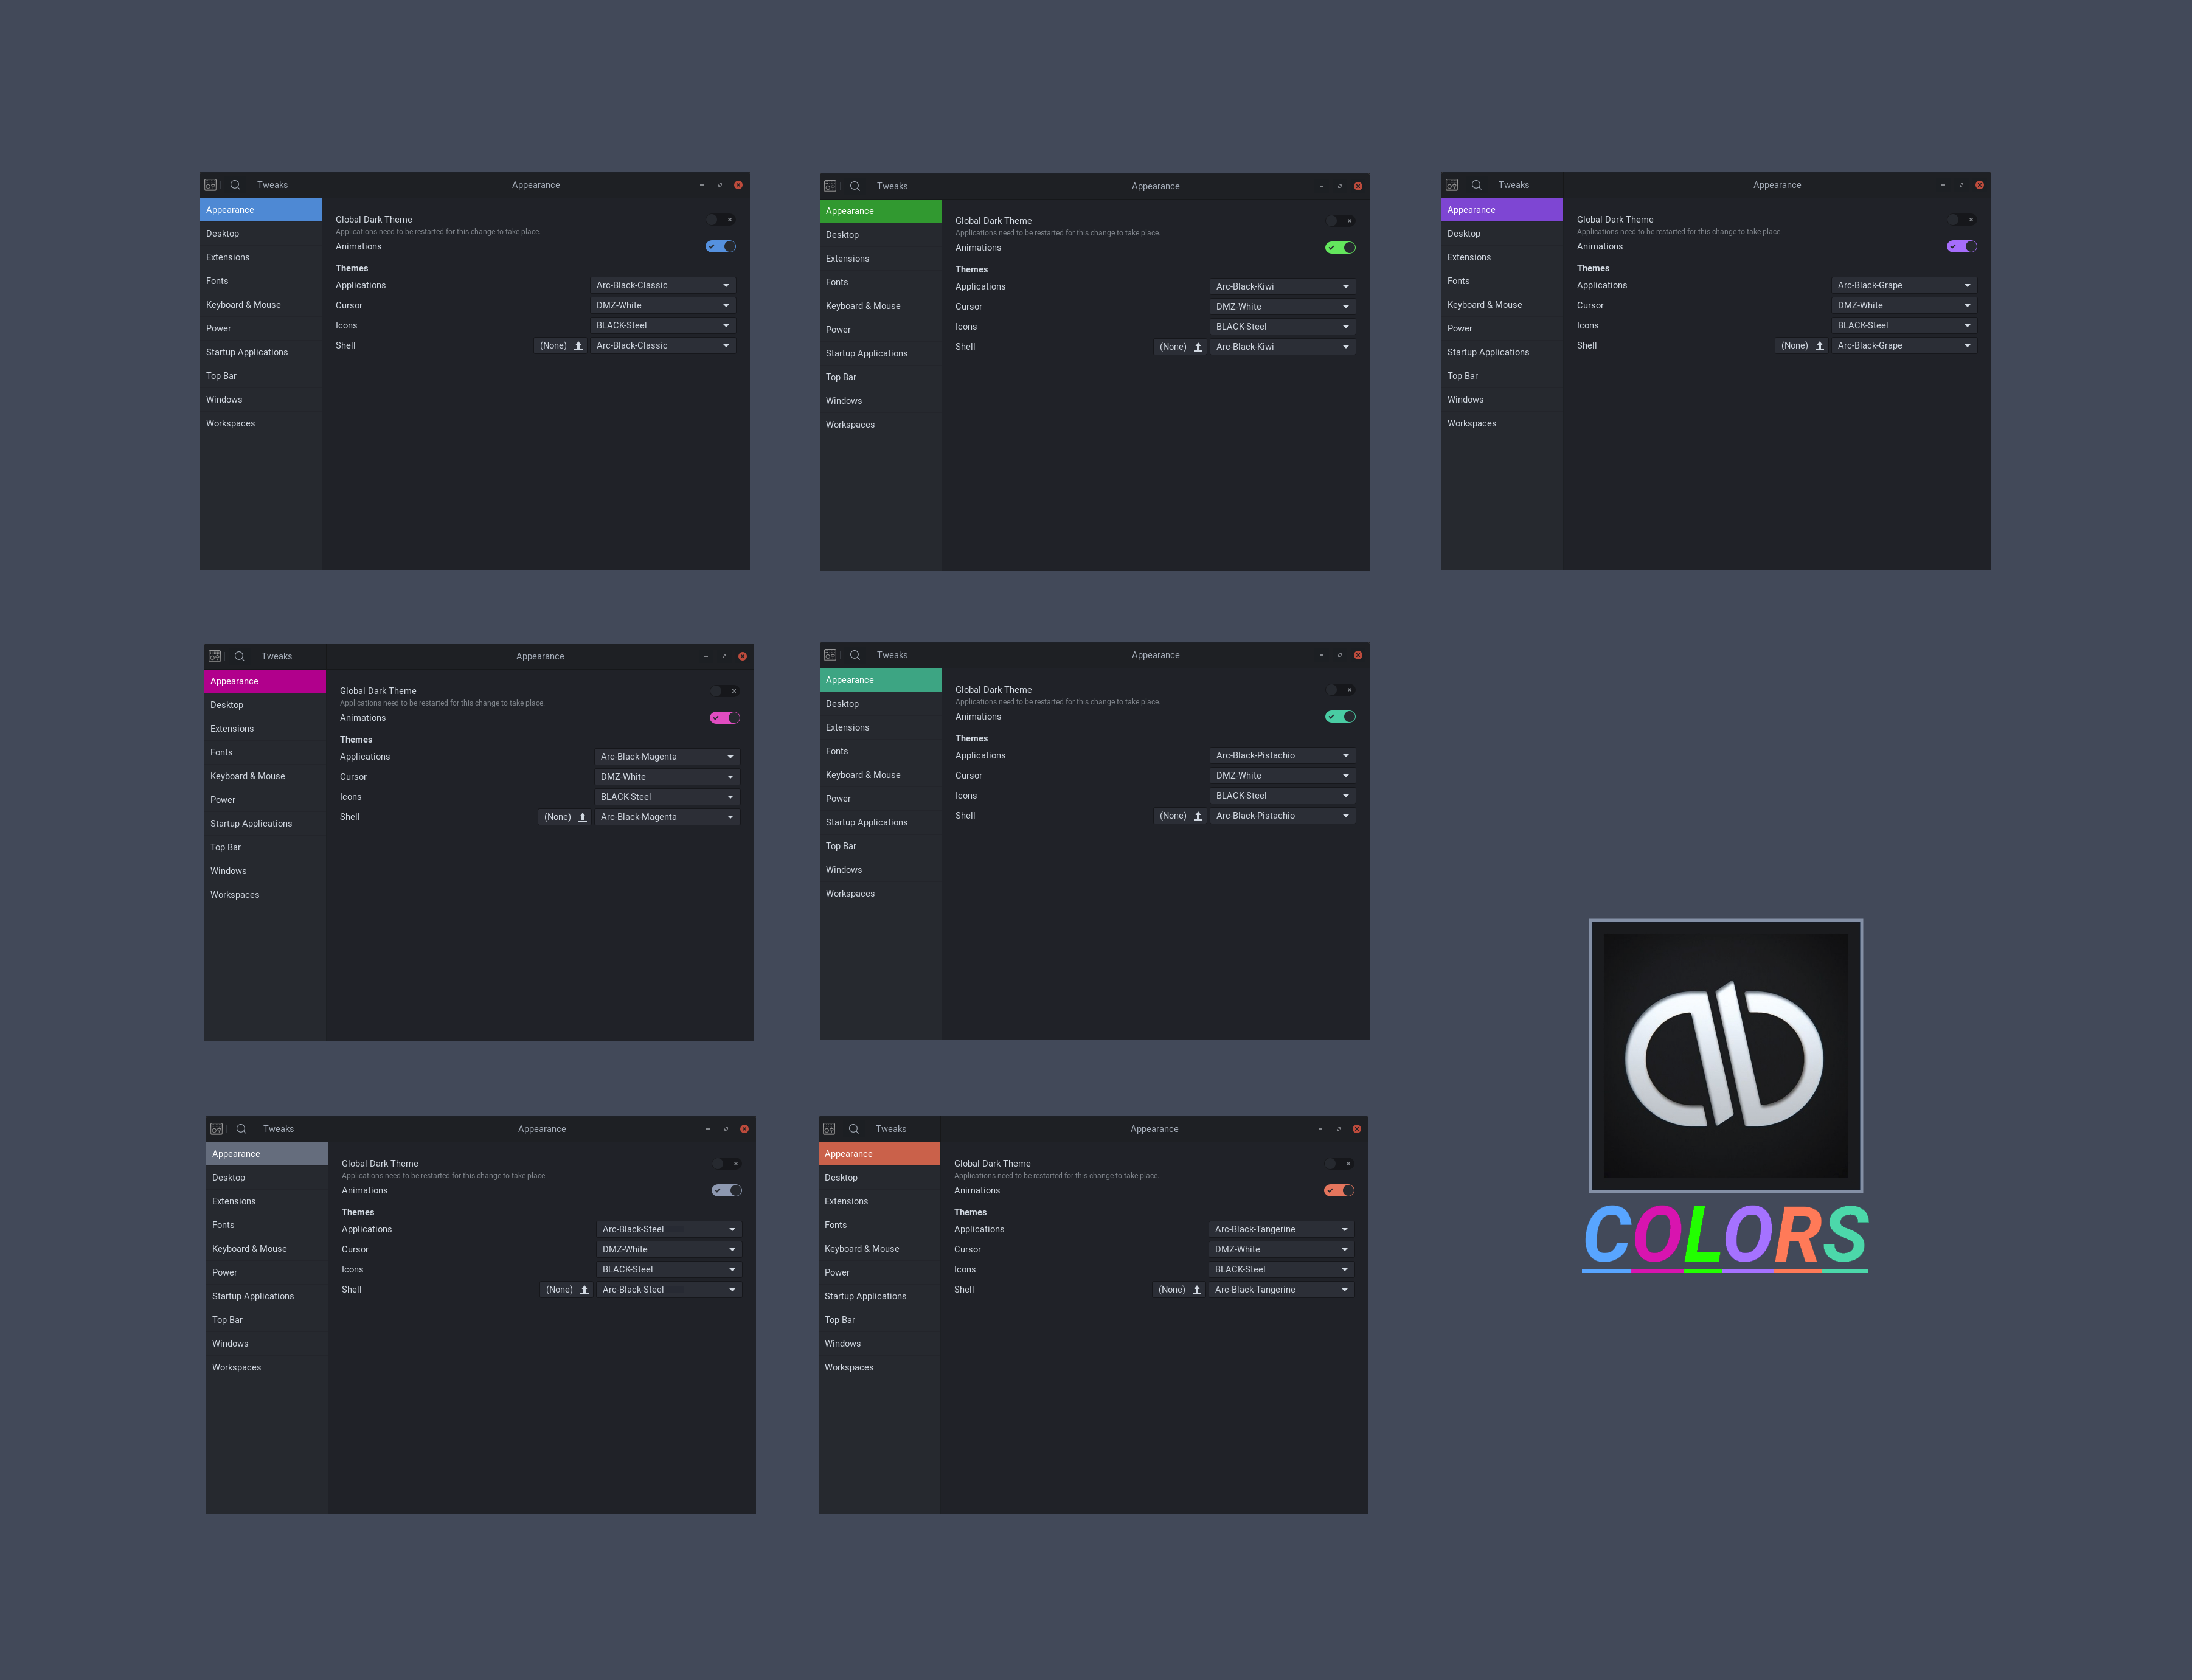 Tweaks
Appearance
Appearance
Desktop
Extensions
Fonts
Keyboard & Mouse
Power
Startup Applications
Top Bar
Windows
Workspaces
Global Dark Theme
Applications need to be restarted for this change to take place.
Animations
Themes
Applications Arc-Black-Classic
Cursor DMZ-White
Icons BLACK-Steel
Shell (None) Arc-Black-Classic
Tweaks
Appearance
Appearance
Desktop
Extensions
Fonts
Keyboard & Mouse
Power
Startup Applications
Top Bar
Windows
Workspaces
Global Dark Theme
Applications need to be restarted for this change to take place.
Animations
Themes
Applications Arc-Black-Kiwi
Cursor DMZ-White
Icons BLACK-Steel
Shell (None) Arc-Black-Kiwi
Tweaks
Appearance
Appearance
Desktop
Extensions
Fonts
Keyboard & Mouse
Power
Startup Applications
Top Bar
Windows
Workspaces
Global Dark Theme
Applications need to be restarted for this change to take place.
Animations
Themes
Applications Arc-Black-Grape
Cursor DMZ-White
Icons BLACK-Steel
Shell (None) Arc-Black-Grape
Tweaks
Appearance
Appearance
Desktop
Extensions
Fonts
Keyboard & Mouse
Power
Startup Applications
Top Bar
Windows
Workspaces
Global Dark Theme
Applications need to be restarted for this change to take place.
Animations
Themes
Applications Arc-Black-Magenta
Cursor DMZ-White
Icons BLACK-Steel
Shell (None) Arc-Black-Magenta
Tweaks
Appearance
Appearance
Desktop
Extensions
Fonts
Keyboard & Mouse
Power
Startup Applications
Top Bar
Windows
Workspaces
Global Dark Theme
Applications need to be restarted for this change to take place.
Animations
Themes
Applications Arc-Black-Pistachio
Cursor DMZ-White
Icons BLACK-Steel
Shell (None) Arc-Black-Pistachio
Tweaks
Appearance
Appearance
Desktop
Extensions
Fonts
Keyboard & Mouse
Power
Startup Applications
Top Bar
Windows
Workspaces
Global Dark Theme
Applications need to be restarted for this change to take place.
Animations
Themes
Applications Arc-Black-Steel
Cursor DMZ-White
Icons BLACK-Steel
Shell (None) Arc-Black-Steel
Tweaks
Appearance
Appearance
Desktop
Extensions
Fonts
Keyboard & Mouse
Power
Startup Applications
Top Bar
Windows
Workspaces
Global Dark Theme
Applications need to be restarted for this change to take place.
Animations
Themes
Applications Arc-Black-Tangerine
Cursor DMZ-White
Icons BLACK-Steel
Shell (None) Arc-Black-Tangerine
COLORS